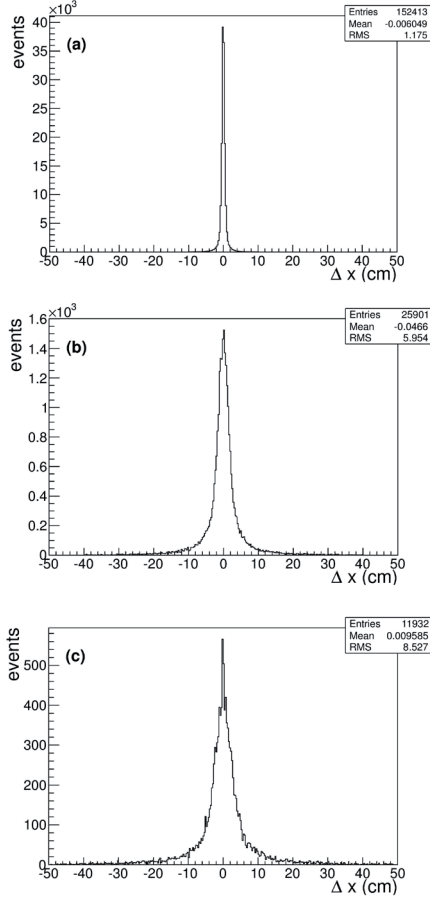 ×10³
Entries 152413
Mean -0.006049
RMS 1.175
events
(a)
40
35
30
25
20
15
10
5
0
-50 -40 -30 -20 -10 0 10 20 30 40 50
Δ x (cm)
×10³
Entries 25901
Mean -0.0466
RMS 5.954
events
(b)
1.6
1.4
1.2
1
0.8
0.6
0.4
0.2
0
-50 -40 -30 -20 -10 0 10 20 30 40 50
Δ x (cm)
Entries 11932
Mean 0.009585
RMS 8.527
events
(c)
500
400
300
200
100
0
-50 -40 -30 -20 -10 0 10 20 30 40 50
Δ x (cm)